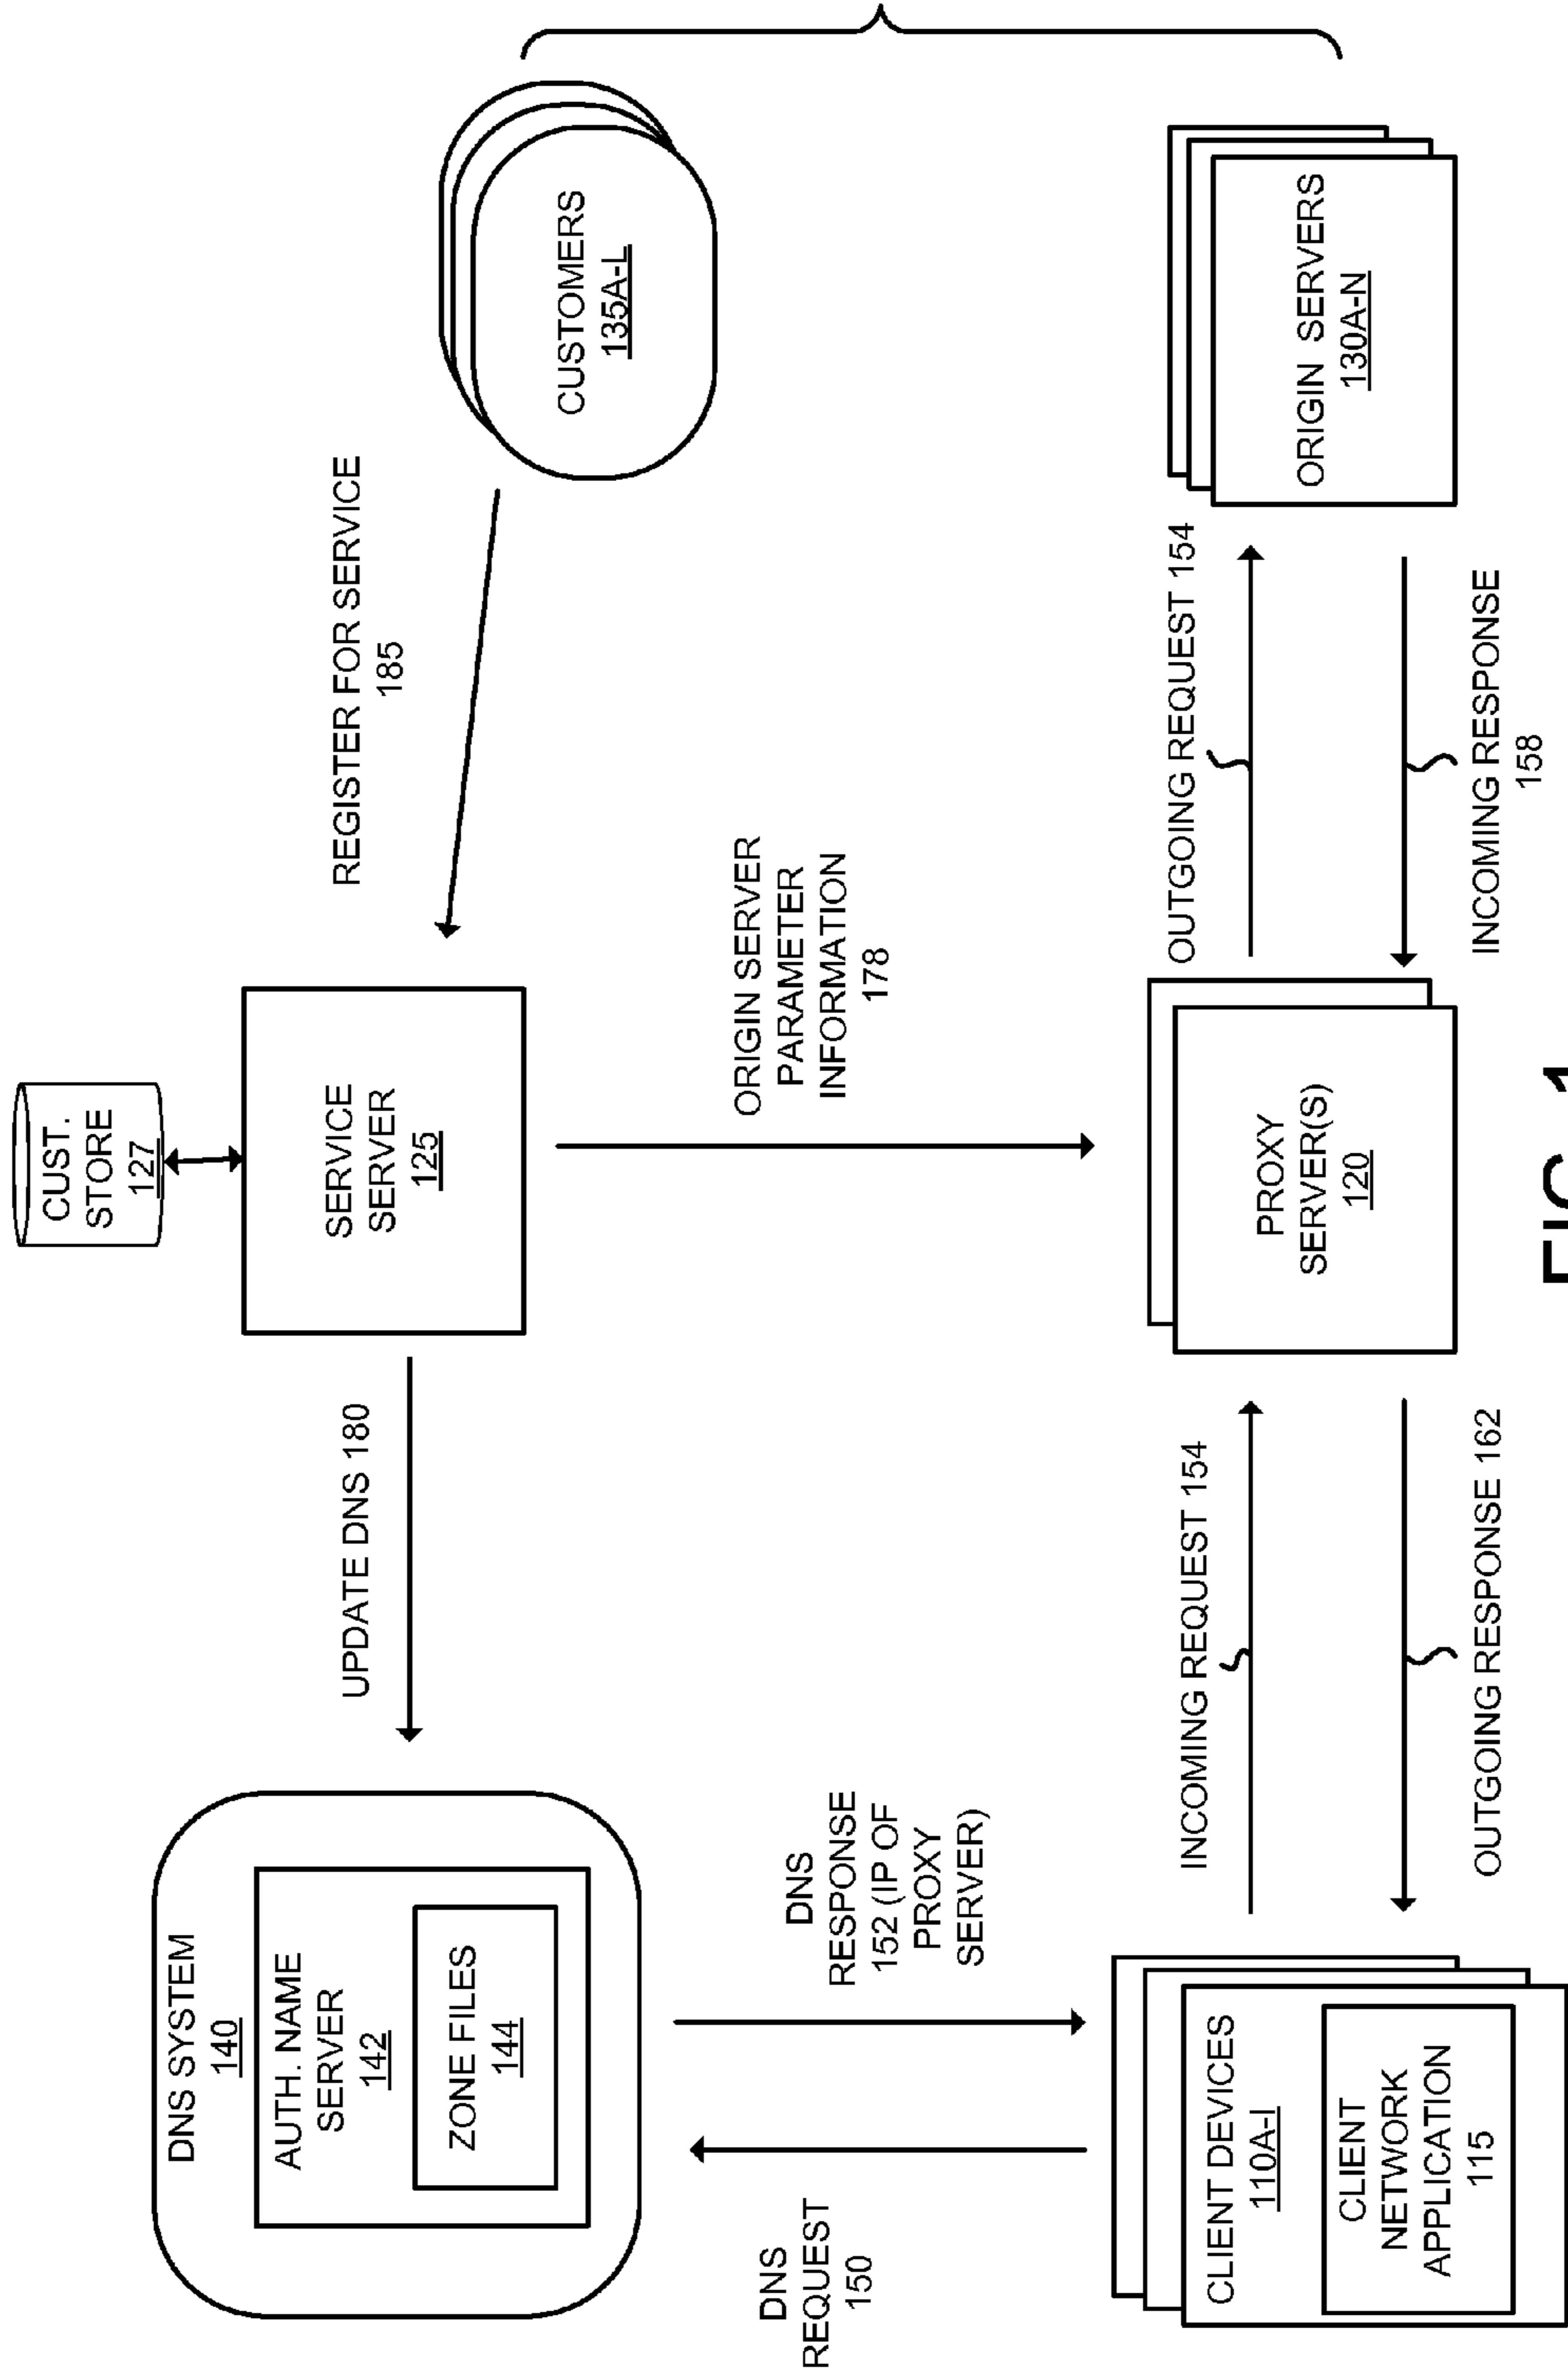 DNS SYSTEM
140
AUTH. NAME
SERVER
142
ZONE FILES
144
UPDATE DNS 180
CUST.
STORE
127
SERVICE
SERVER
125
REGISTER FOR SERVICE
185
CUSTOMERS
135A-L
DNS
REQUEST
150
DNS
RESPONSE
152 (IP OF
PROXY
SERVER)
ORIGIN SERVER
PARAMETER
INFORMATION
178
CLIENT DEVICES
110A-I
CLIENT
NETWORK
APPLICATION
115
INCOMING REQUEST 154
OUTGOING RESPONSE 162
PROXY
SERVER(S)
120
OUTGOING REQUEST 154
INCOMING RESPONSE
158
ORIGIN SERVERS
130A-N
FIG. 1